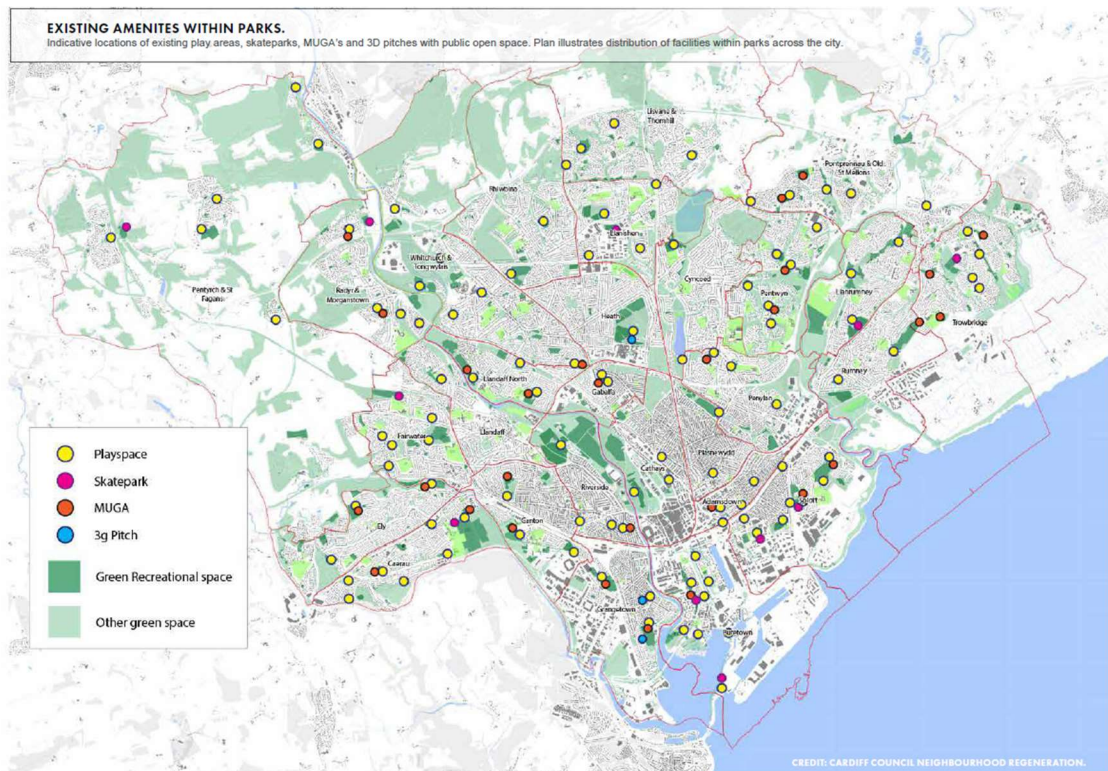 EXISTING AMENITES WITHIN PARKS.
Indicative locations of existing play areas, skateparks, MUGA's and 3D pitches with public open space. Plan illustrates distribution of facilities within parks across the city.
Lisvane &
Thornhill
Pontprennau & Old
St Mellons
Rhiwbina
Llanishen
Whitchurch &
Tongwynlais
Cyncoed
Pentyrch & St
Fagans
Radyr &
Morganstown
Pentwyn
Llanrumney
Heath
Trowbridge
Rumney
Llandaff North
Gabalfa
Penylan
Playspace
Fairwater
Llandaff
Plasnewydd
Skatepark
Cathays
Riverside
MUGA
Adamsdown
Splott
Ely
Canton
3g Pitch
Caerau
Green Recreational space
Grangetown
Other green space
Butetown
CREDIT: CARDIFF COUNCIL NEIGHBOURHOOD REGENERATION.